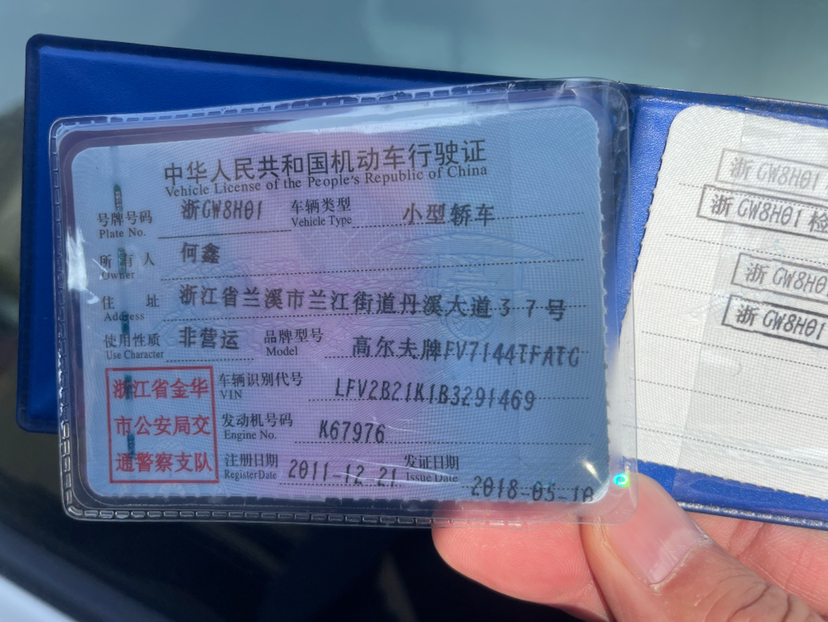 中华人民共和国机动车行驶证
Vehicle License of the People's Republic of China
号牌号码 浙GW8H01 车辆类型 小型轿车
Plate No. Vehicle Type
所有人 何鑫
Owner
住址 浙江省兰溪市兰江街道丹溪大道37号
Address
使用性质 非营运 品牌型号 高尔夫牌FV7144TFATG
Use Character Model
浙江省金华
市公安局交
通警察支队
车辆识别代号 LFV2B21K1B3291469
VIN
发动机号码 K67976
Engine No.
注册日期 2011-12-21 发证日期 2018-05-10
Register Date Issue Date
浙GW8H01
浙GW8H01 检
浙GW8H01
浙GW8H01